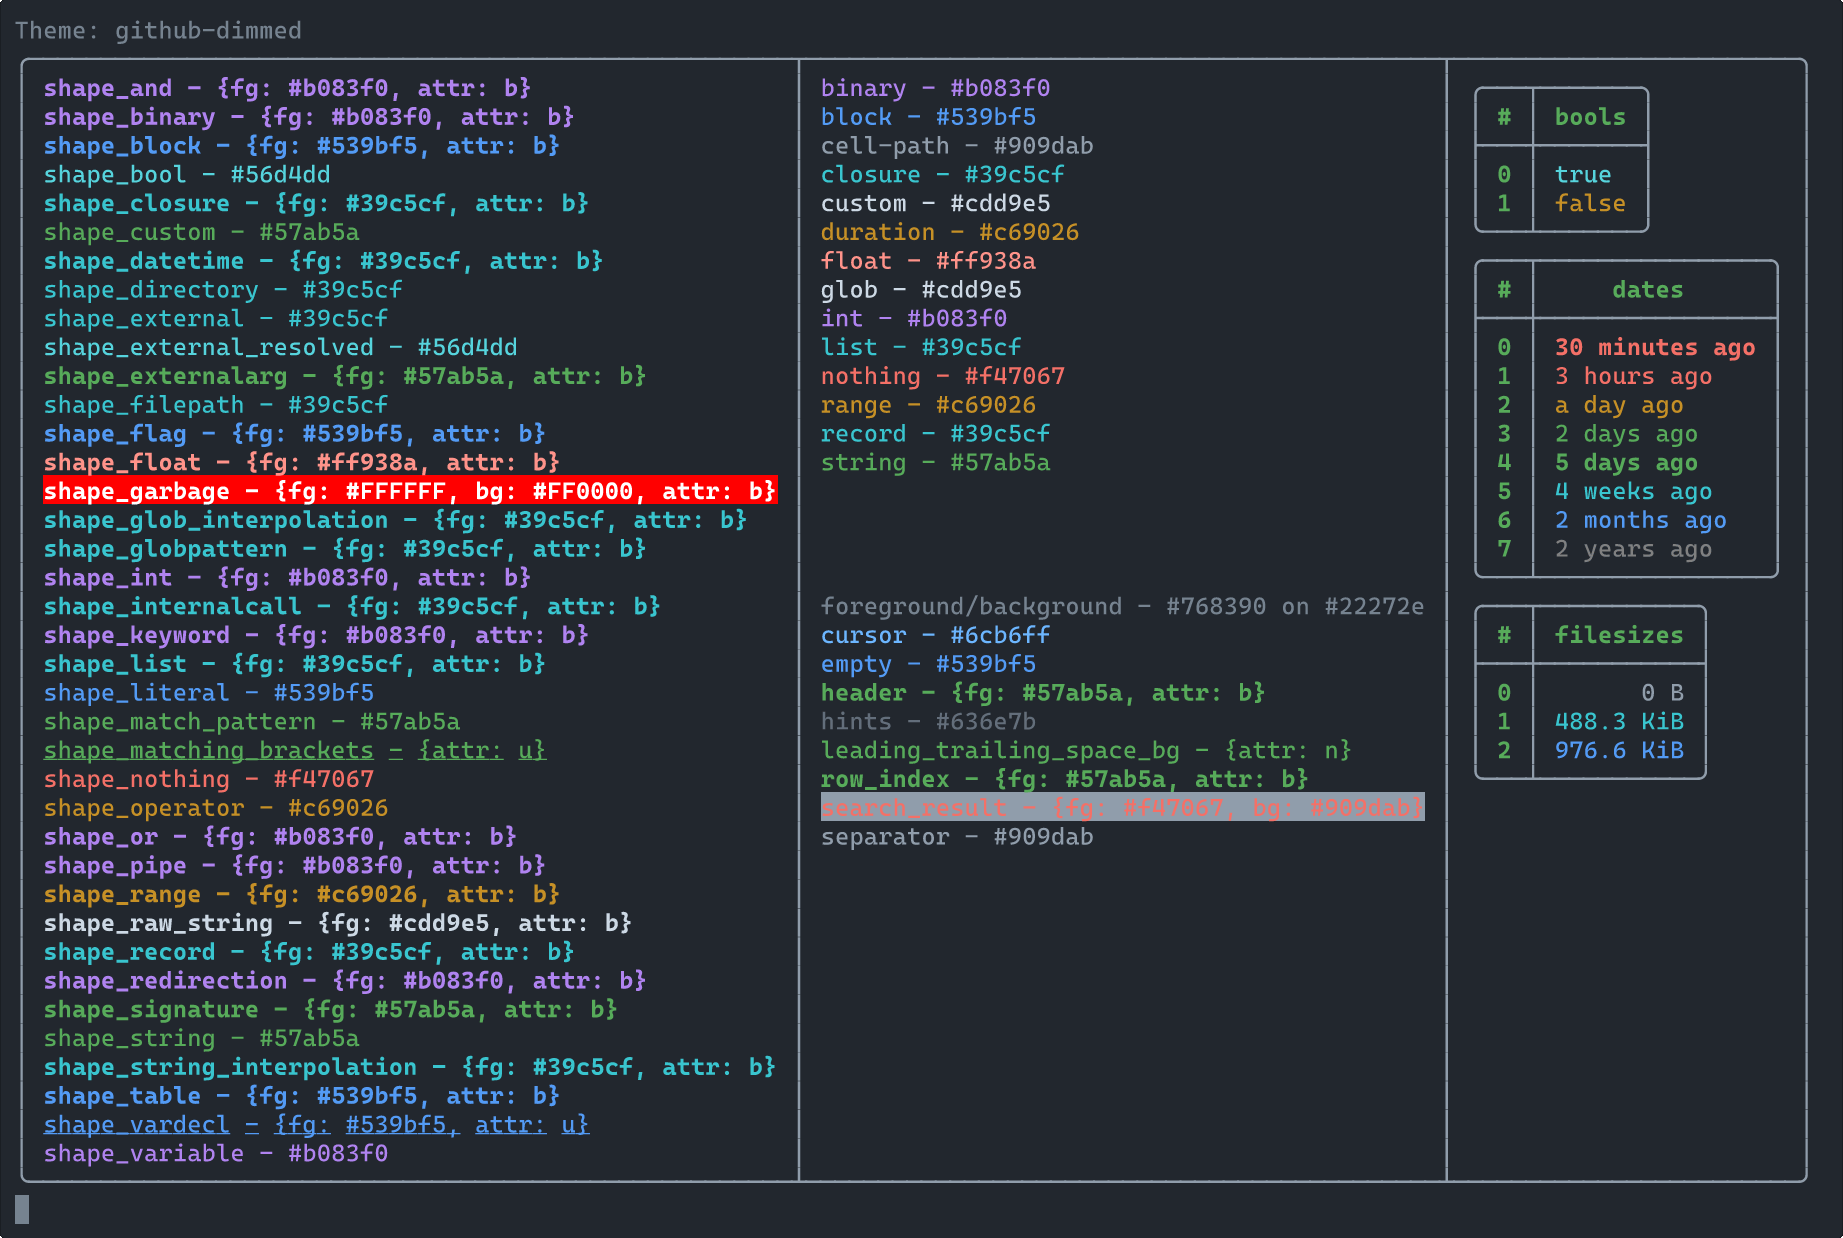 Theme: github-dimmed
shape_and - {fg: #b083f0, attr: b}
shape_binary - {fg: #b083f0, attr: b}
shape_block - {fg: #539bf5, attr: b}
shape_bool - #56d4dd
shape_closure - {fg: #39c5cf, attr: b}
shape_custom - #57ab5a
shape_datetime - {fg: #39c5cf, attr: b}
shape_directory - #39c5cf
shape_external - #39c5cf
shape_external_resolved - #56d4dd
shape_externalarg - {fg: #57ab5a, attr: b}
shape_filepath - #39c5cf
shape_flag - {fg: #539bf5, attr: b}
shape_float - {fg: #ff938a, attr: b}
shape_garbage - {fg: #FFFFFF, bg: #FF0000, attr: b}
shape_glob_interpolation - {fg: #39c5cf, attr: b}
shape_globpattern - {fg: #39c5cf, attr: b}
shape_int - {fg: #b083f0, attr: b}
shape_internalcall - {fg: #39c5cf, attr: b}
shape_keyword - {fg: #b083f0, attr: b}
shape_list - {fg: #39c5cf, attr: b}
shape_literal - #539bf5
shape_match_pattern - #57ab5a
shape_matching_brackets - {attr: u}
shape_nothing - #f47067
shape_operator - #c69026
shape_or - {fg: #b083f0, attr: b}
shape_pipe - {fg: #b083f0, attr: b}
shape_range - {fg: #c69026, attr: b}
shape_raw_string - {fg: #cdd9e5, attr: b}
shape_record - {fg: #39c5cf, attr: b}
shape_redirection - {fg: #b083f0, attr: b}
shape_signature - {fg: #57ab5a, attr: b}
shape_string - #57ab5a
shape_string_interpolation - {fg: #39c5cf, attr: b}
shape_table - {fg: #539bf5, attr: b}
shape_vardecl - {fg: #539bf5, attr: u}
shape_variable - #b083f0
binary - #b083f0
block - #539bf5
cell-path - #909dab
closure - #39c5cf
custom - #cdd9e5
duration - #c69026
float - #ff938a
glob - #cdd9e5
int - #b083f0
list - #39c5cf
nothing - #f47067
range - #c69026
record - #39c5cf
string - #57ab5a
foreground/background - #768390 on #22272e
cursor - #6cb6ff
empty - #539bf5
header - {fg: #57ab5a, attr: b}
hints - #636e7b
leading_trailing_space_bg - {attr: n}
row_index - {fg: #57ab5a, attr: b}
search_result - {fg: #f47067, bg: #909dab}
separator - #909dab
# bools
0 true
1 false
# dates
0 30 minutes ago
1 3 hours ago
2 a day ago
3 2 days ago
4 5 days ago
5 4 weeks ago
6 2 months ago
7 2 years ago
# filesizes
0 0 B
1 488.3 KiB
2 976.6 KiB